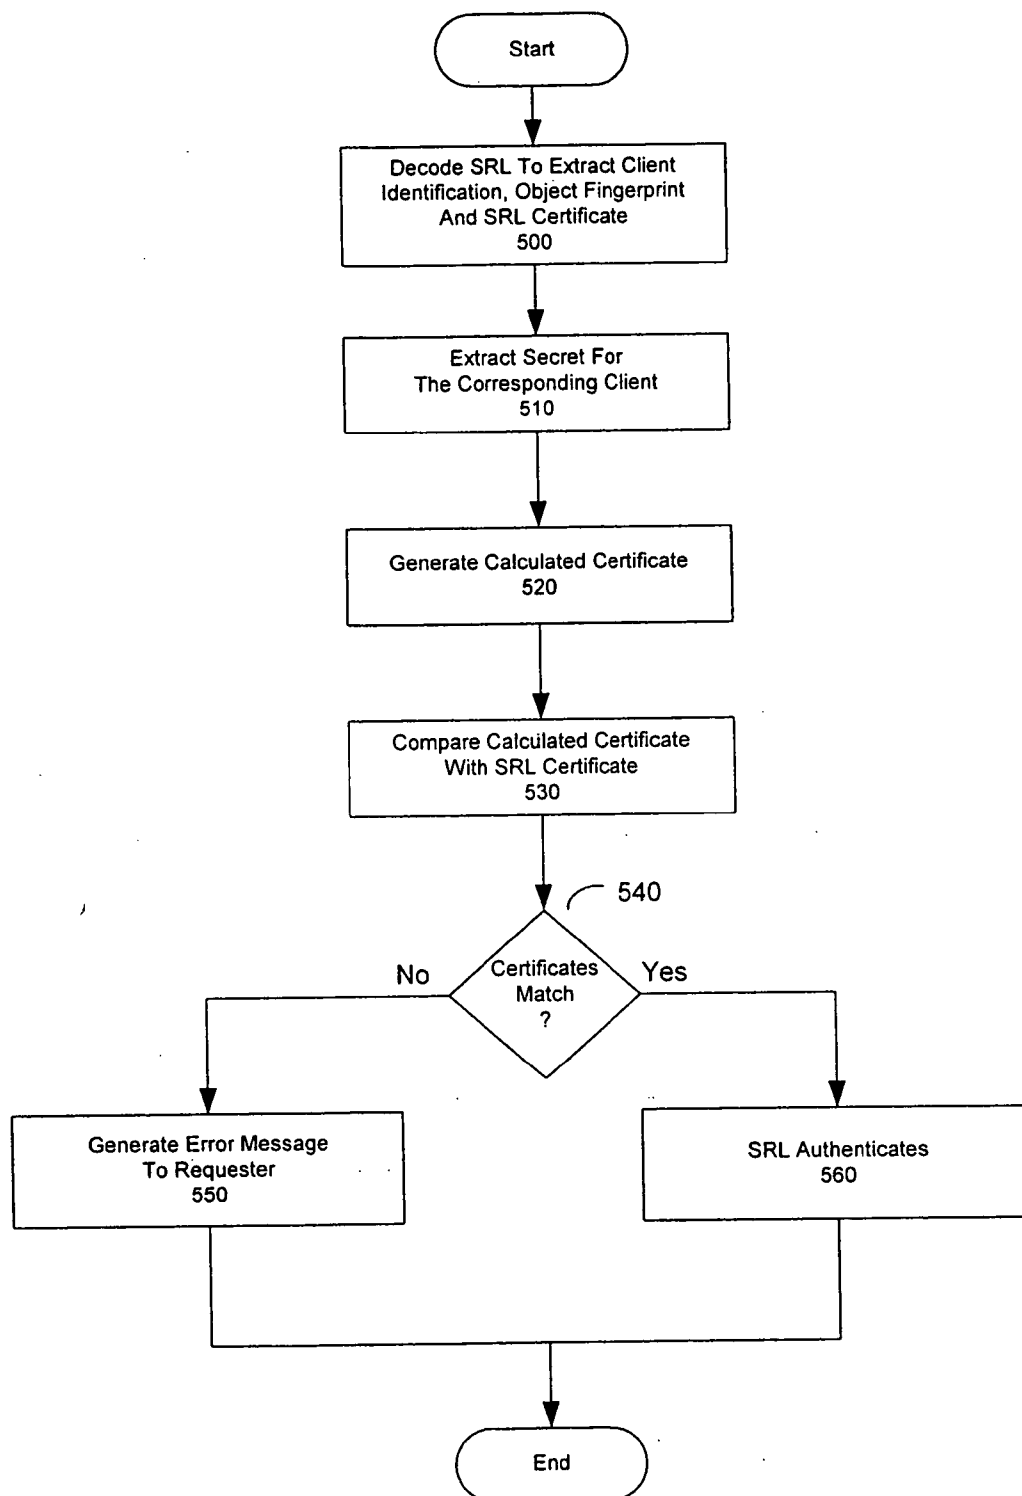 Start
Decode SRL To Extract Client
Identification, Object Fingerprint
And SRL Certificate
500
Extract Secret For
The Corresponding Client
510
Generate Calculated Certificate
520
Compare Calculated Certificate
With SRL Certificate
530
540
Certificates
Match
?
No
Yes
Generate Error Message
To Requester
550
SRL Authenticates
560
End